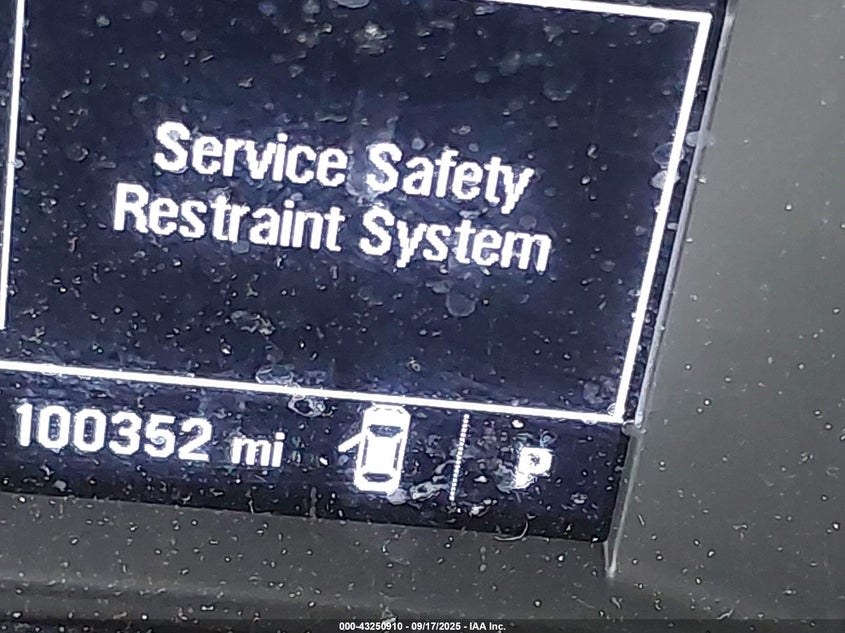 Service Safety
Restraint System
100352 mi P
000-43250910 - 09/17/2025 - IAA Inc.